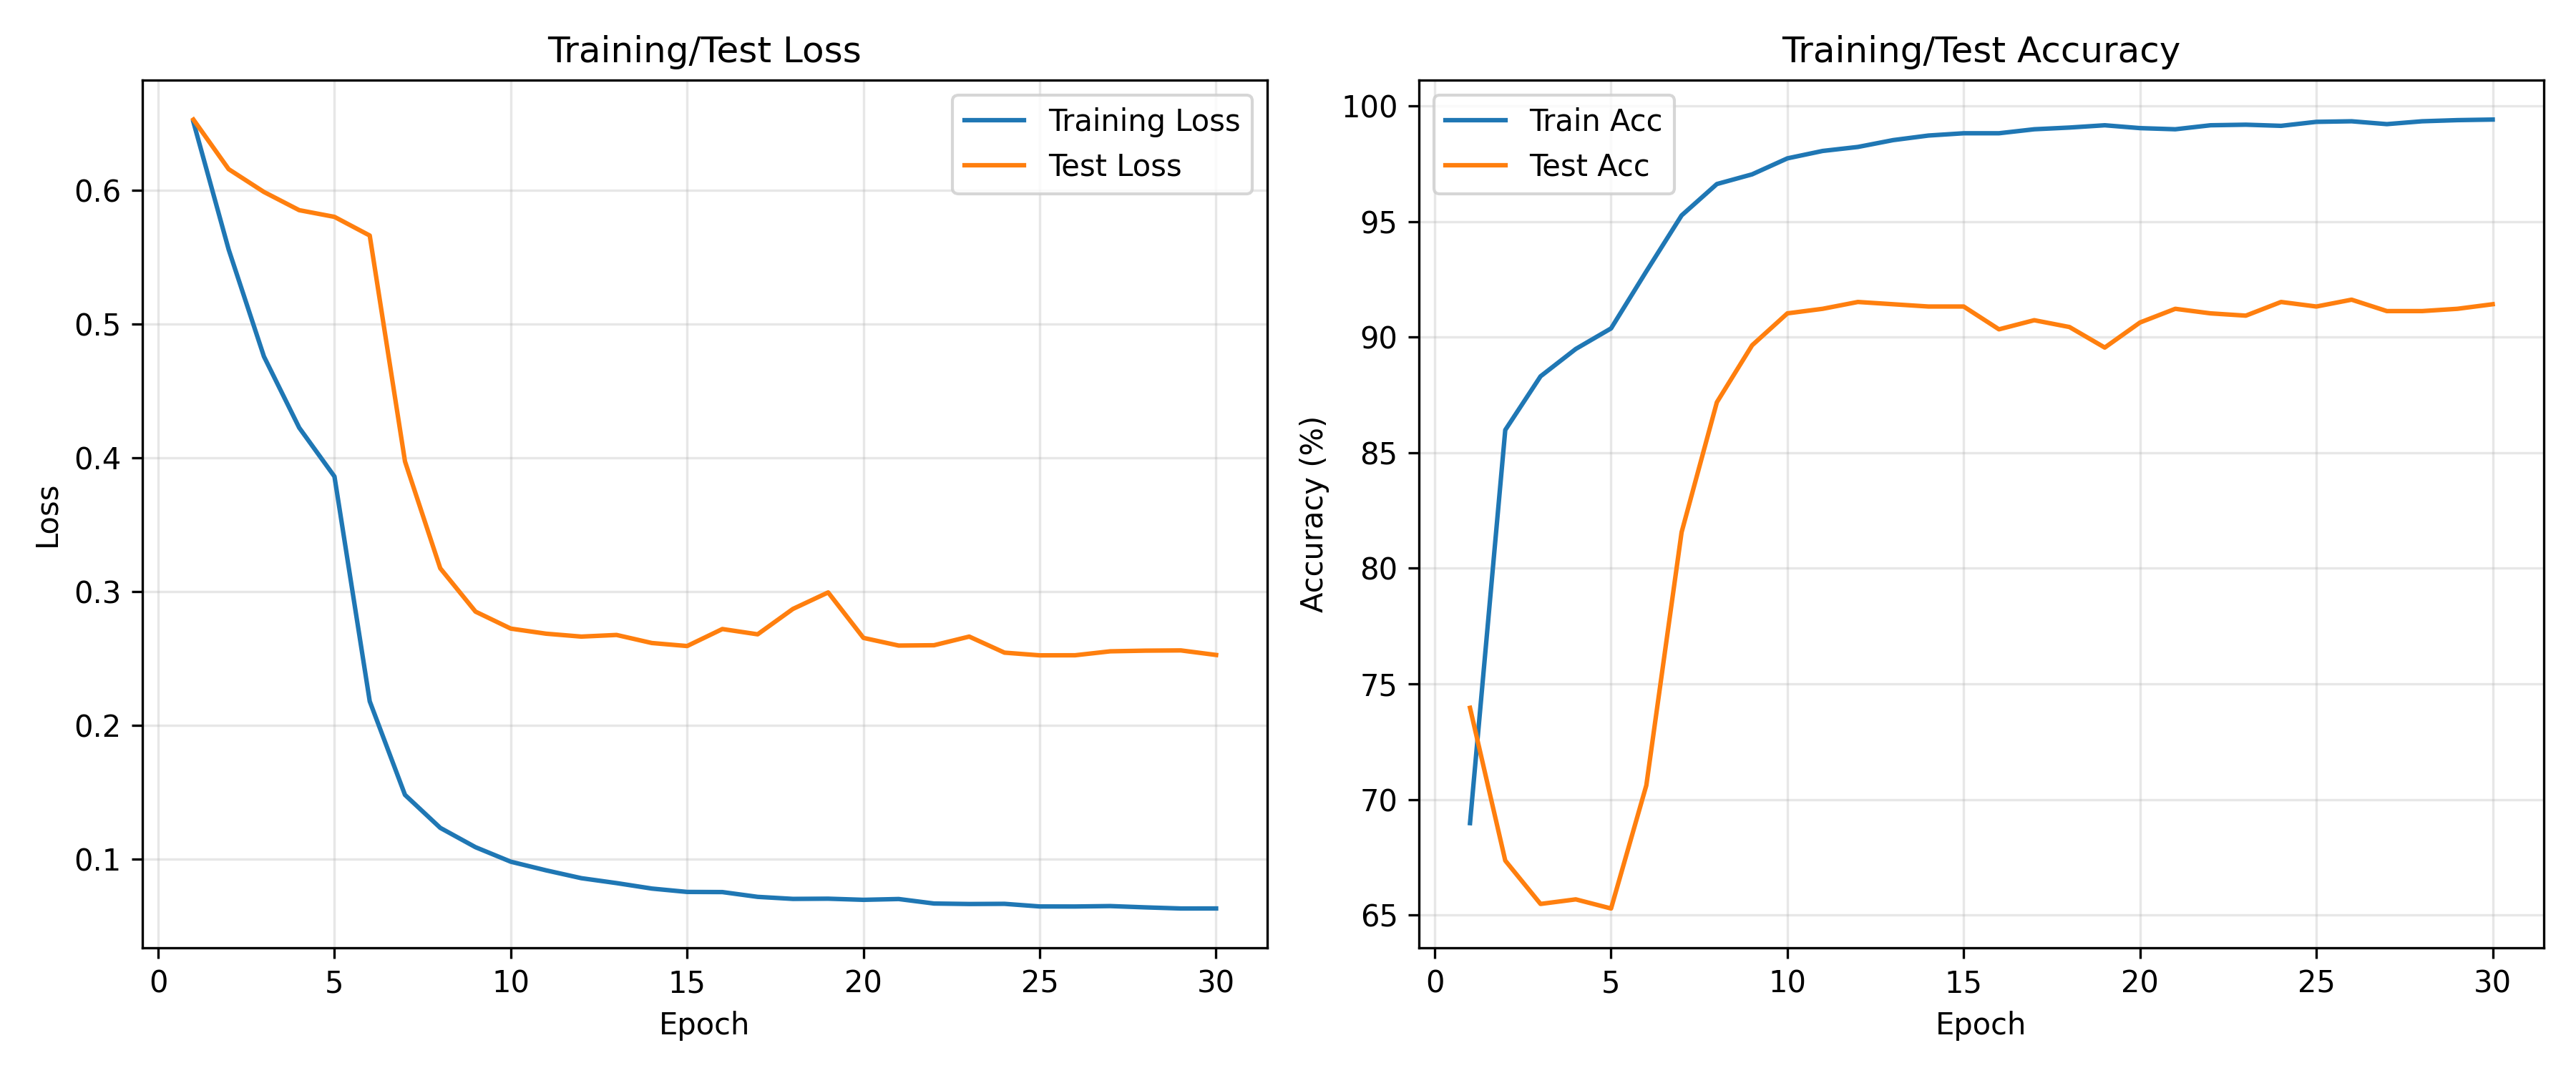 Training/Test Loss
Training Loss
Test Loss
0.6
0.5
0.4
0.3
0.2
0.1
Loss
0 5 10 15 20 25 30
Epoch
Training/Test Accuracy
Train Acc
Test Acc
100
95
90
85
80
75
70
65
Accuracy (%)
0 5 10 15 20 25 30
Epoch